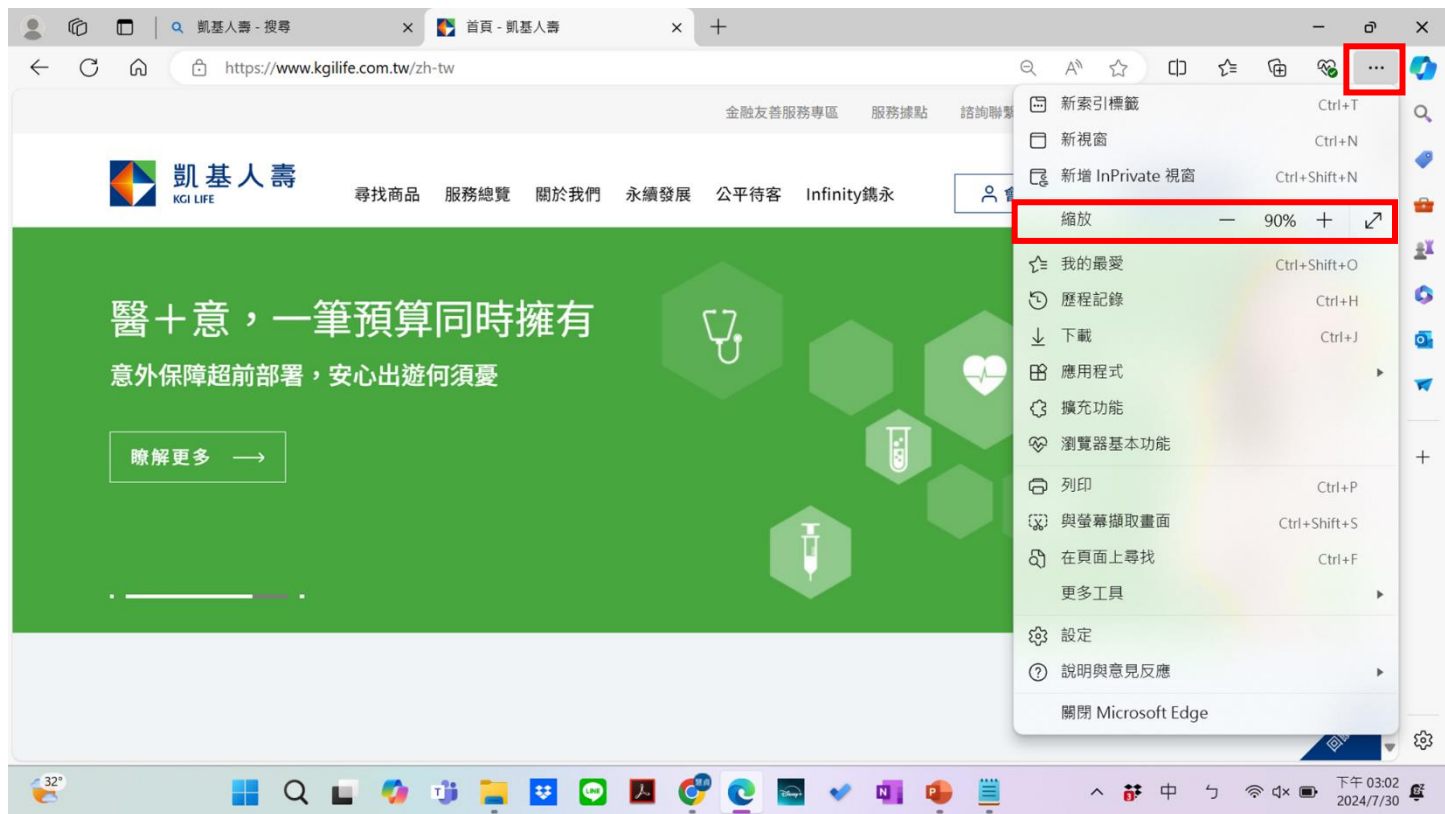 凱基人壽 - 搜尋
首頁 - 凱基人壽
https://www.kgilife.com.tw/zh-tw
金融友善服務專區 服務據點 諮詢聯繫
凱基人壽
KGI LIFE
尋找商品 服務總覽 關於我們 永續發展 公平待客 Infinity鐫永
醫＋意，一筆預算同時擁有
意外保障超前部署，安心出遊何須憂
瞭解更多
新索引標籤 Ctrl+T
新視窗 Ctrl+N
新增 InPrivate 視窗 Ctrl+Shift+N
縮放 90%
我的最愛 Ctrl+Shift+O
歷程記錄 Ctrl+H
下載 Ctrl+J
應用程式
擴充功能
瀏覽器基本功能
列印 Ctrl+P
與螢幕擷取畫面 Ctrl+Shift+S
在頁面上尋找 Ctrl+F
更多工具
設定
說明與意見反應
關閉 Microsoft Edge
32°
中 ㄅ
下午 03:02
2024/7/30